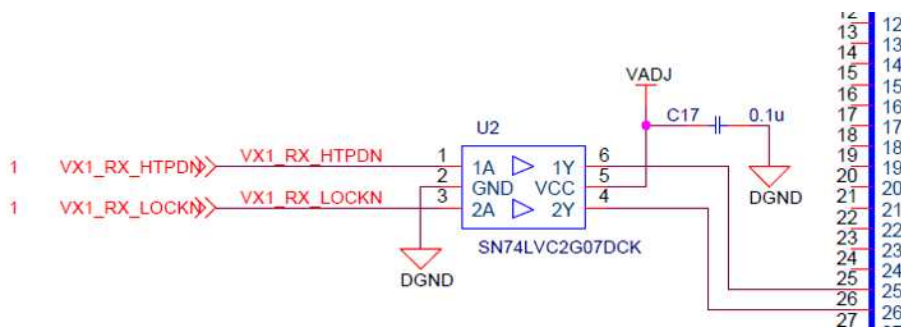 VADJ
C17 0.1u
U2
1 VX1_RX_HTPDN VX1_RX_HTPDN 1 1A 1Y 6
2 GND VCC 5
1 VX1_RX_LOCKN VX1_RX_LOCKN 3 2A 2Y 4
SN74LVC2G07DCK
DGND
DGND
12 12
13 13
14 14
15 15
16 16
17 17
18 18
19 19
20 20
21 21
22 22
23 23
24 24
25 25
26 26
27